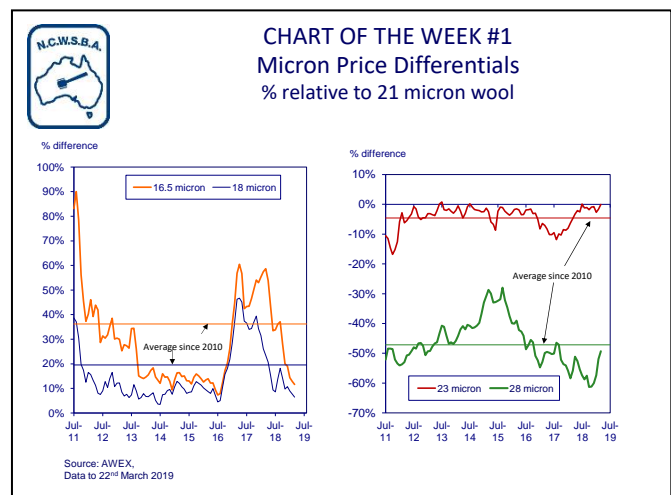 N.C.W.S.B.A.
CHART OF THE WEEK #1
Micron Price Differentials
% relative to 21 micron wool
% difference
100%
90%
80%
70%
60%
50%
40%
30%
20%
10%
0%
16.5 micron
18 micron
Average since 2010
Jul-11
Jul-12
Jul-13
Jul-14
Jul-15
Jul-16
Jul-17
Jul-18
Jul-19
% difference
10%
0%
-10%
-20%
-30%
-40%
-50%
-60%
-70%
Average since 2010
23 micron
28 micron
Jul-11
Jul-12
Jul-13
Jul-14
Jul-15
Jul-16
Jul-17
Jul-18
Jul-19
Source: AWEX,
Data to 22nd March 2019